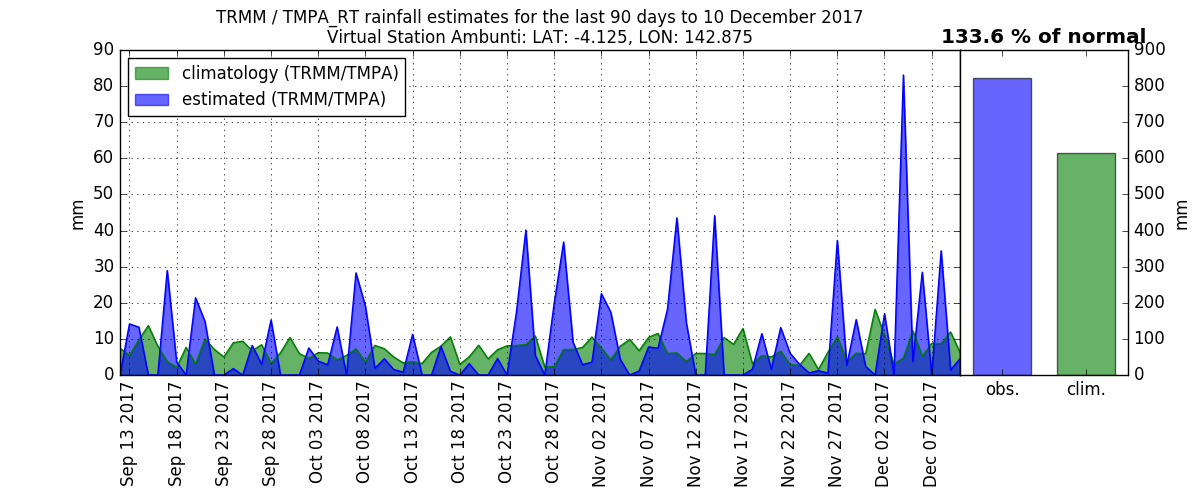 TRMM / TMPA_RT rainfall estimates for the last 90 days to 10 December 2017
Virtual Station Ambunti: LAT: -4.125, LON: 142.875
133.6 % of normal
climatology (TRMM/TMPA)
estimated (TRMM/TMPA)
90
80
70
60
50
40
30
20
10
0
mm
900
800
700
600
500
400
300
200
100
0
mm
Sep 13 2017
Sep 18 2017
Sep 23 2017
Sep 28 2017
Oct 03 2017
Oct 08 2017
Oct 13 2017
Oct 18 2017
Oct 23 2017
Oct 28 2017
Nov 02 2017
Nov 07 2017
Nov 12 2017
Nov 17 2017
Nov 22 2017
Nov 27 2017
Dec 02 2017
Dec 07 2017
obs.
clim.